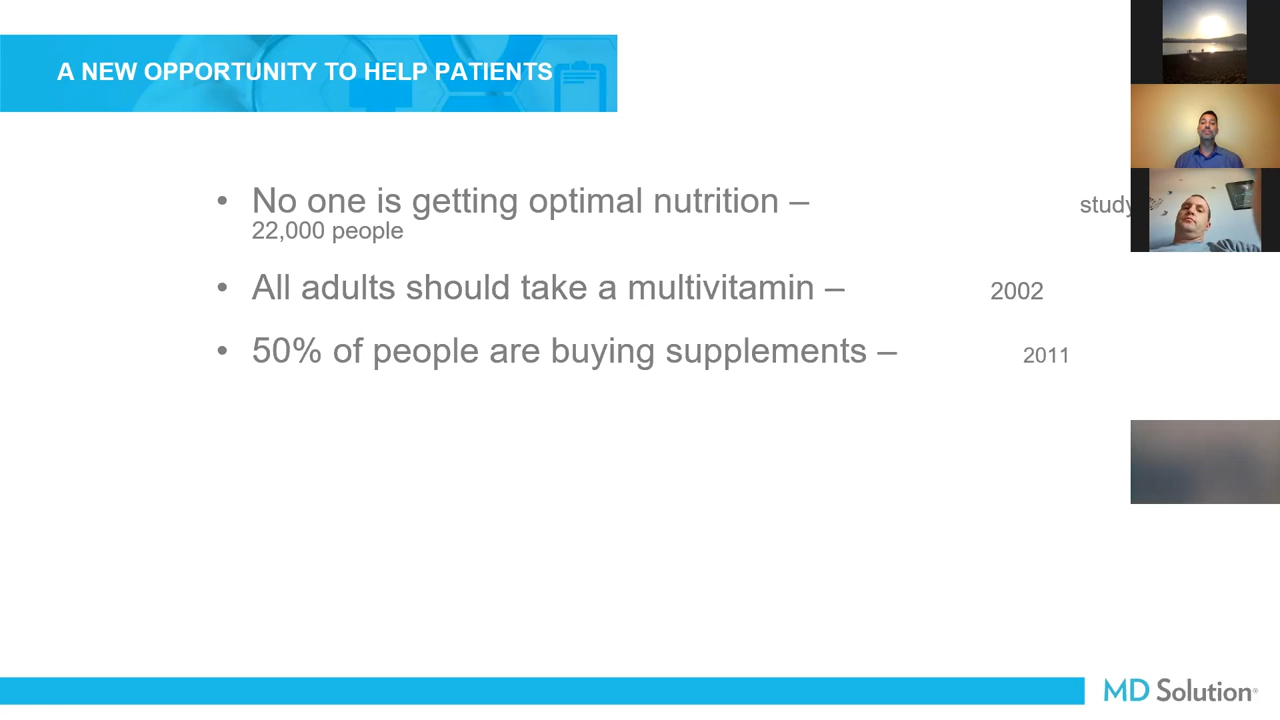 A NEW OPPORTUNITY TO HELP PATIENTS
• No one is getting optimal nutrition – study
22,000 people
• All adults should take a multivitamin – 2002
• 50% of people are buying supplements – 2011
MD Solution®